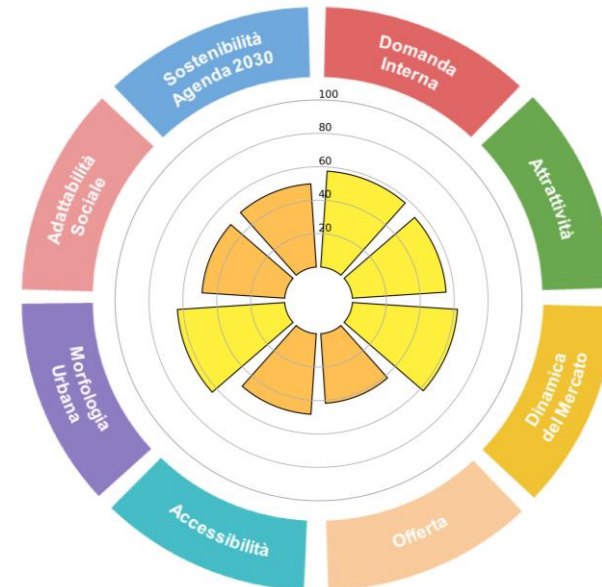 Sostenibilità
Agenda 2030
Domanda
Interna
Attrattività
Dinamica
del Mercato
Offerta
Accessibilità
Morfologia
Urbana
Adattabilità
Sociale
100
80
60
40
20